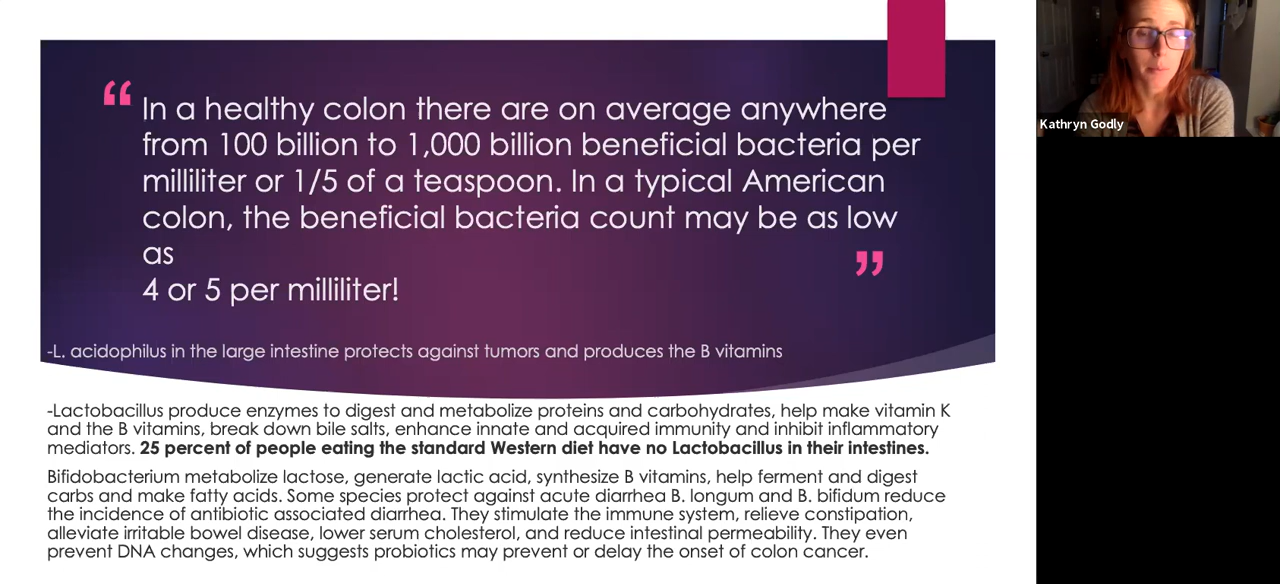 “ In a healthy colon there are on average anywhere
from 100 billion to 1,000 billion beneficial bacteria per
milliliter or 1/5 of a teaspoon. In a typical American
colon, the beneficial bacteria count may be as low
as
4 or 5 per milliliter! ”
-L. acidophilus in the large intestine protects against tumors and produces the B vitamins
-Lactobacillus produce enzymes to digest and metabolize proteins and carbohydrates, help make vitamin K
and the B vitamins, break down bile salts, enhance innate and acquired immunity and inhibit inflammatory
mediators. 25 percent of people eating the standard Western diet have no Lactobacillus in their intestines.
Bifidobacterium metabolize lactose, generate lactic acid, synthesize B vitamins, help ferment and digest
carbs and make fatty acids. Some species protect against acute diarrhea B. longum and B. bifidum reduce
the incidence of antibiotic associated diarrhea. They stimulate the immune system, relieve constipation,
alleviate irritable bowel disease, lower serum cholesterol, and reduce intestinal permeability. They even
prevent DNA changes, which suggests probiotics may prevent or delay the onset of colon cancer.
Kathryn Godly